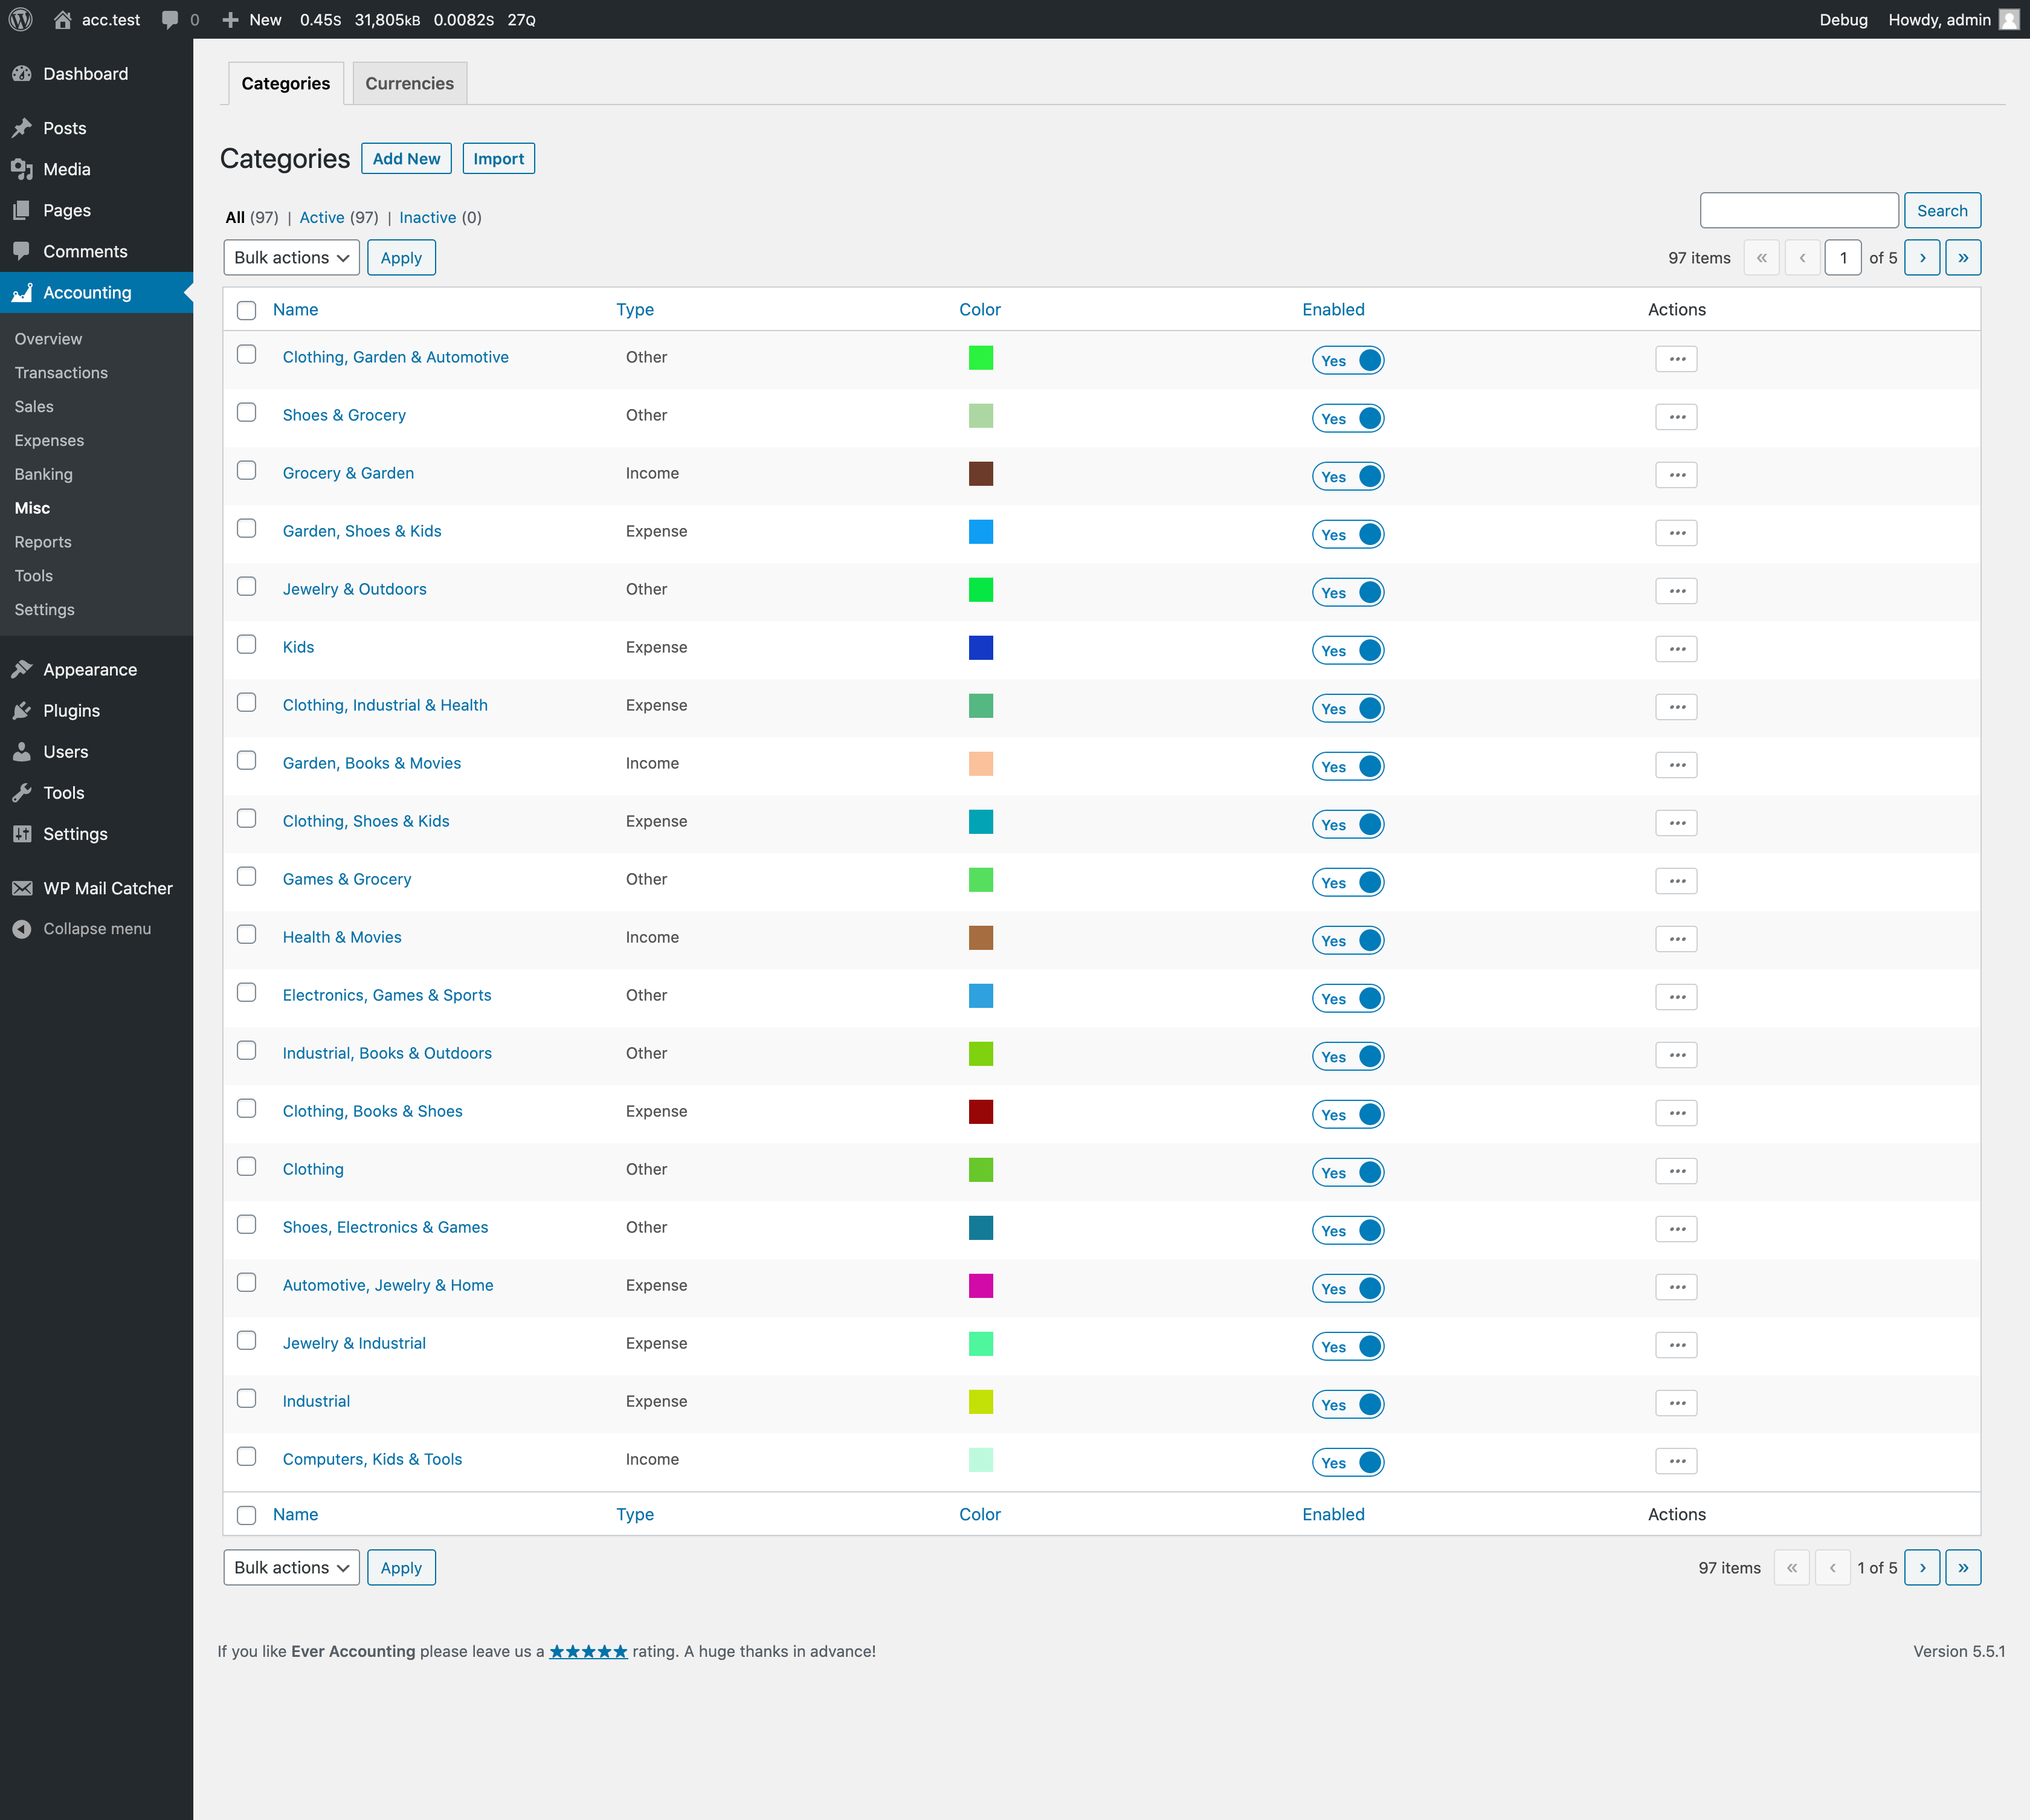 acc.test 0 New 0.45S 31,805KB 0.0082S 27Q Debug Howdy, admin
Dashboard
Posts
Media
Pages
Comments
Accounting
Overview
Transactions
Sales
Expenses
Banking
Misc
Reports
Tools
Settings
Appearance
Plugins
Users
Tools
Settings
WP Mail Catcher
Collapse menu
Categories Currencies
Categories Add New Import
All (97) | Active (97) | Inactive (0)
Search
Bulk actions Apply 97 items « ‹ 1 of 5 › »
Name Type Color Enabled Actions
Clothing, Garden & Automotive Other Yes •••
Shoes & Grocery Other Yes •••
Grocery & Garden Income Yes •••
Garden, Shoes & Kids Expense Yes •••
Jewelry & Outdoors Other Yes •••
Kids Expense Yes •••
Clothing, Industrial & Health Expense Yes •••
Garden, Books & Movies Income Yes •••
Clothing, Shoes & Kids Expense Yes •••
Games & Grocery Other Yes •••
Health & Movies Income Yes •••
Electronics, Games & Sports Other Yes •••
Industrial, Books & Outdoors Other Yes •••
Clothing, Books & Shoes Expense Yes •••
Clothing Other Yes •••
Shoes, Electronics & Games Other Yes •••
Automotive, Jewelry & Home Expense Yes •••
Jewelry & Industrial Expense Yes •••
Industrial Expense Yes •••
Computers, Kids & Tools Income Yes •••
Name Type Color Enabled Actions
Bulk actions Apply 97 items « ‹ 1 of 5 › »
If you like Ever Accounting please leave us a ★★★★★ rating. A huge thanks in advance! Version 5.5.1